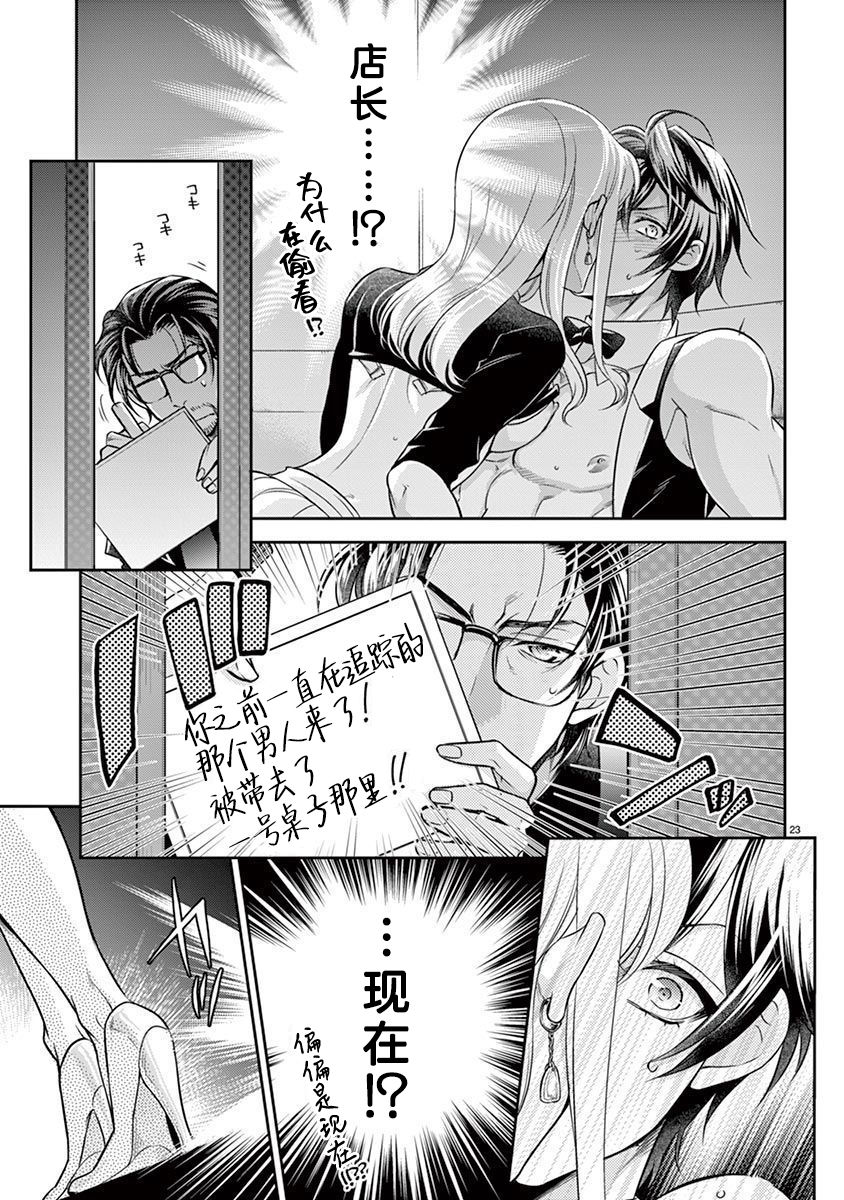 店长……!?
为什么
在偷看!?
コキ
コキ
你之前一直在追踪的
那个男人来了!
被带去了
一号桌子那里!!
23
…现在!?
偏偏是现在!??